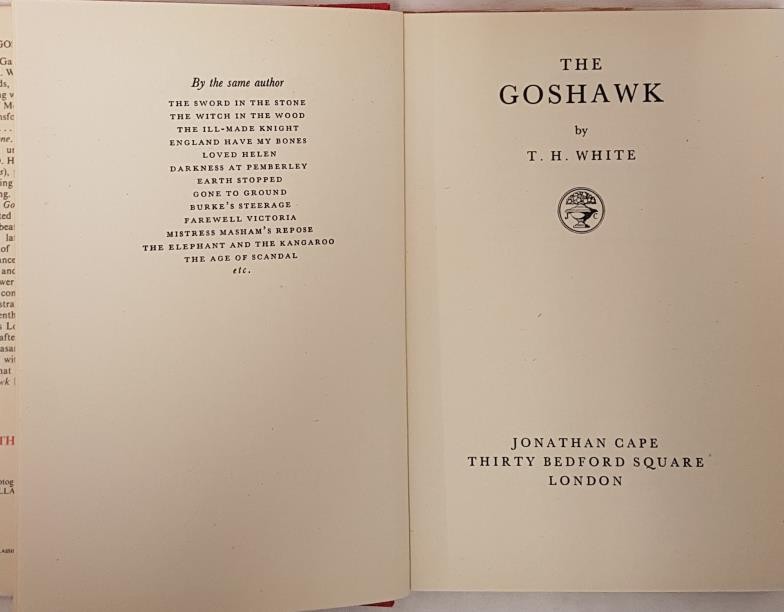 By the same author
THE SWORD IN THE STONE
THE WITCH IN THE WOOD
THE ILL-MADE KNIGHT
ENGLAND HAVE MY BONES
LOVED HELEN
DARKNESS AT PEMBERLEY
EARTH STOPPED
GONE TO GROUND
BURKE'S STEERAGE
FAREWELL VICTORIA
MISTRESS MASHAM'S REPOSE
THE ELEPHANT AND THE KANGAROO
THE AGE OF SCANDAL
etc.
THE
GOSHAWK
by
T. H. WHITE
J C
JONATHAN CAPE
THIRTY BEDFORD SQUARE
LONDON